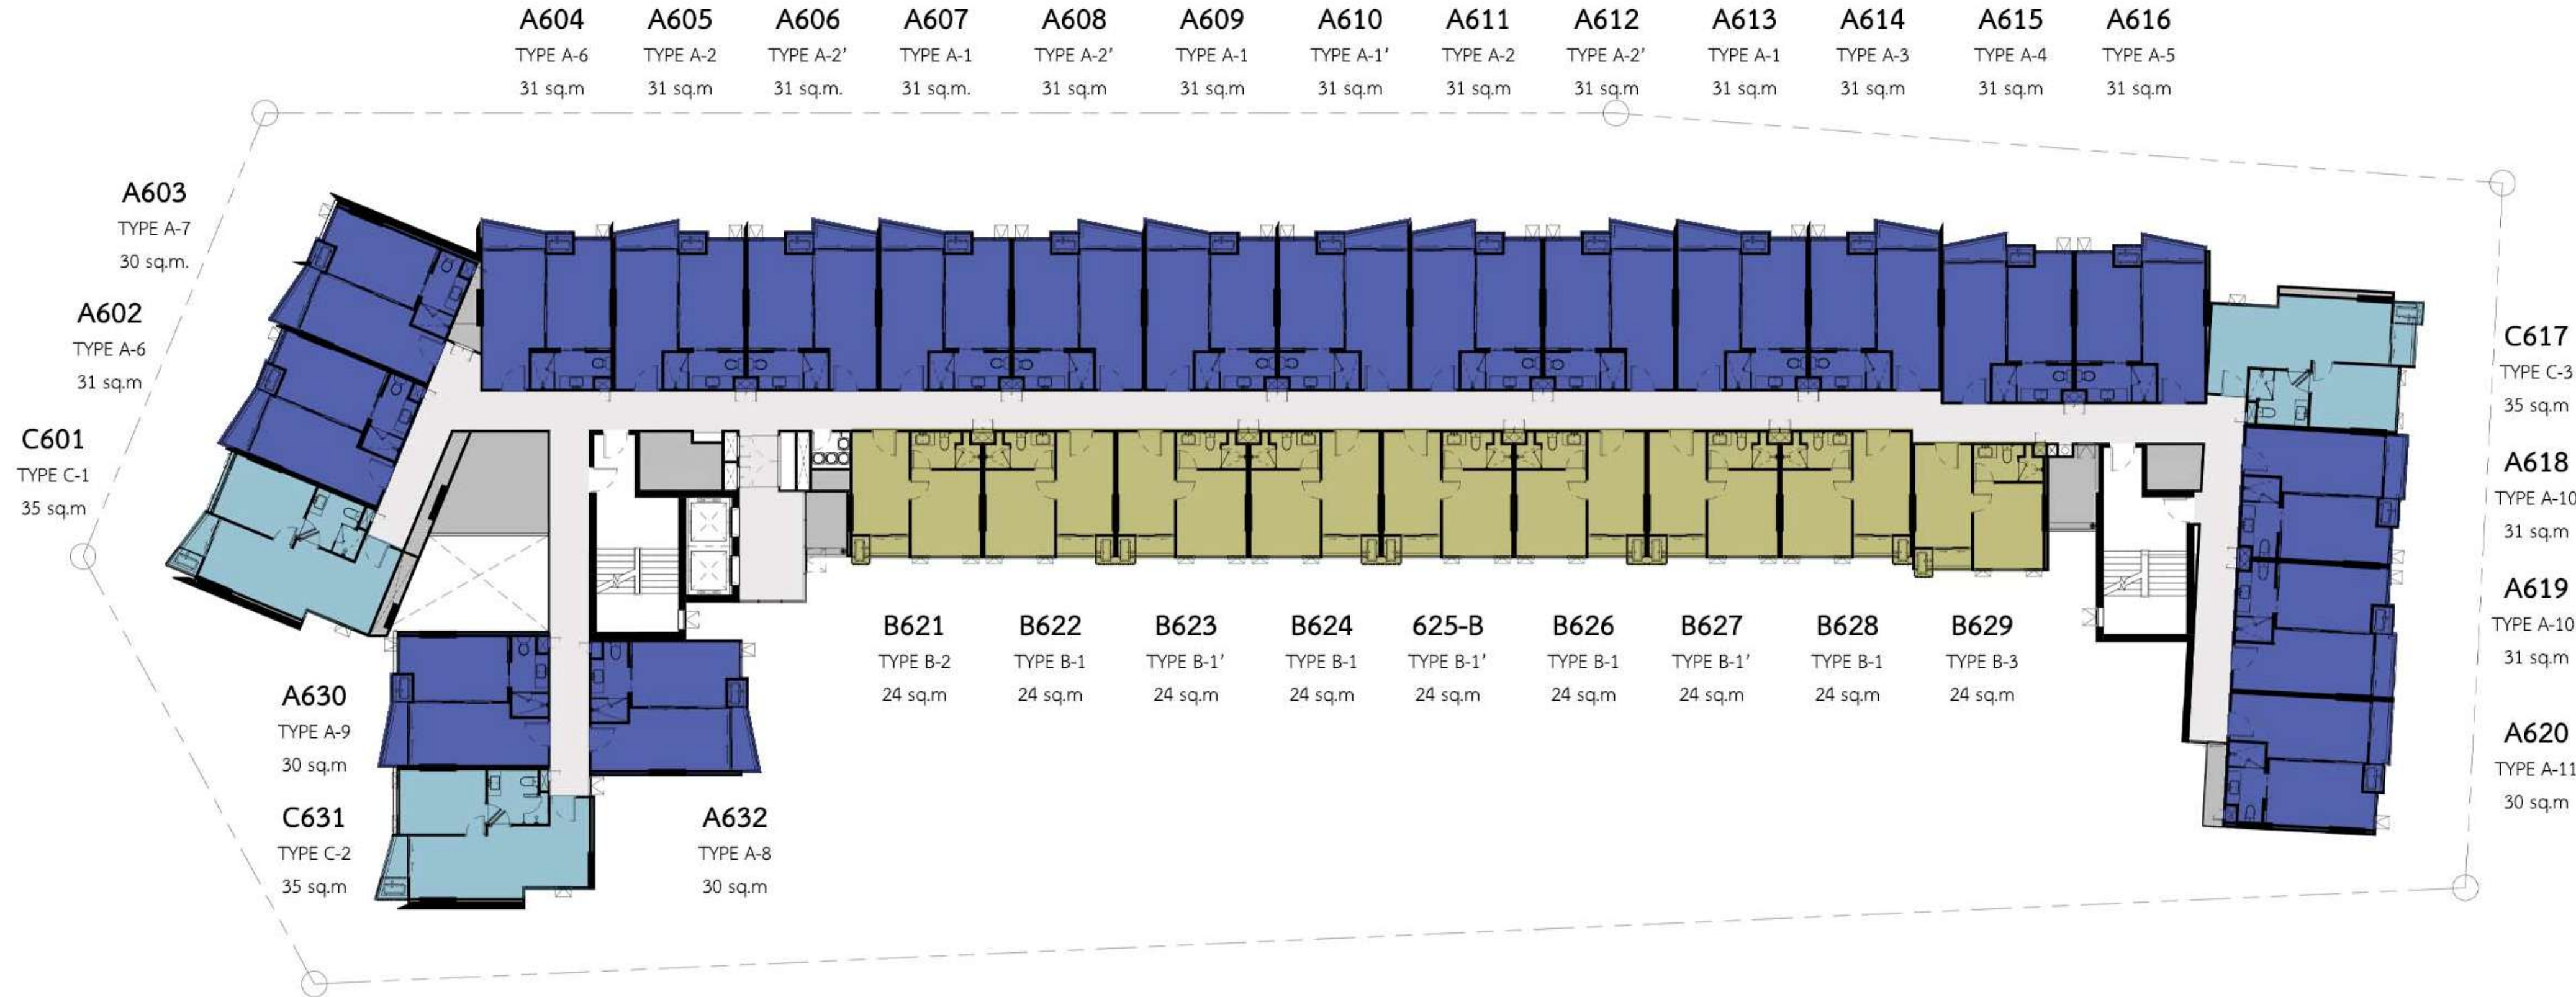 A604
TYPE A-6
31 sq.m
A605
TYPE A-2
31 sq.m
A606
TYPE A-2'
31 sq.m.
A607
TYPE A-1
31 sq.m.
A608
TYPE A-2'
31 sq.m
A609
TYPE A-1
31 sq.m
A610
TYPE A-1'
31 sq.m
A611
TYPE A-2
31 sq.m
A612
TYPE A-2'
31 sq.m
A613
TYPE A-1
31 sq.m
A614
TYPE A-3
31 sq.m
A615
TYPE A-4
31 sq.m
A616
TYPE A-5
31 sq.m
A603
TYPE A-7
30 sq.m.
A602
TYPE A-6
31 sq.m
C601
TYPE C-1
35 sq.m
C617
TYPE C-3
35 sq.m
A618
TYPE A-10
31 sq.m
A619
TYPE A-10
31 sq.m
A620
TYPE A-11
30 sq.m
B621
TYPE B-2
24 sq.m
B622
TYPE B-1
24 sq.m
B623
TYPE B-1'
24 sq.m
B624
TYPE B-1
24 sq.m
625-B
TYPE B-1'
24 sq.m
B626
TYPE B-1
24 sq.m
B627
TYPE B-1'
24 sq.m
B628
TYPE B-1
24 sq.m
B629
TYPE B-3
24 sq.m
A630
TYPE A-9
30 sq.m
C631
TYPE C-2
35 sq.m
A632
TYPE A-8
30 sq.m